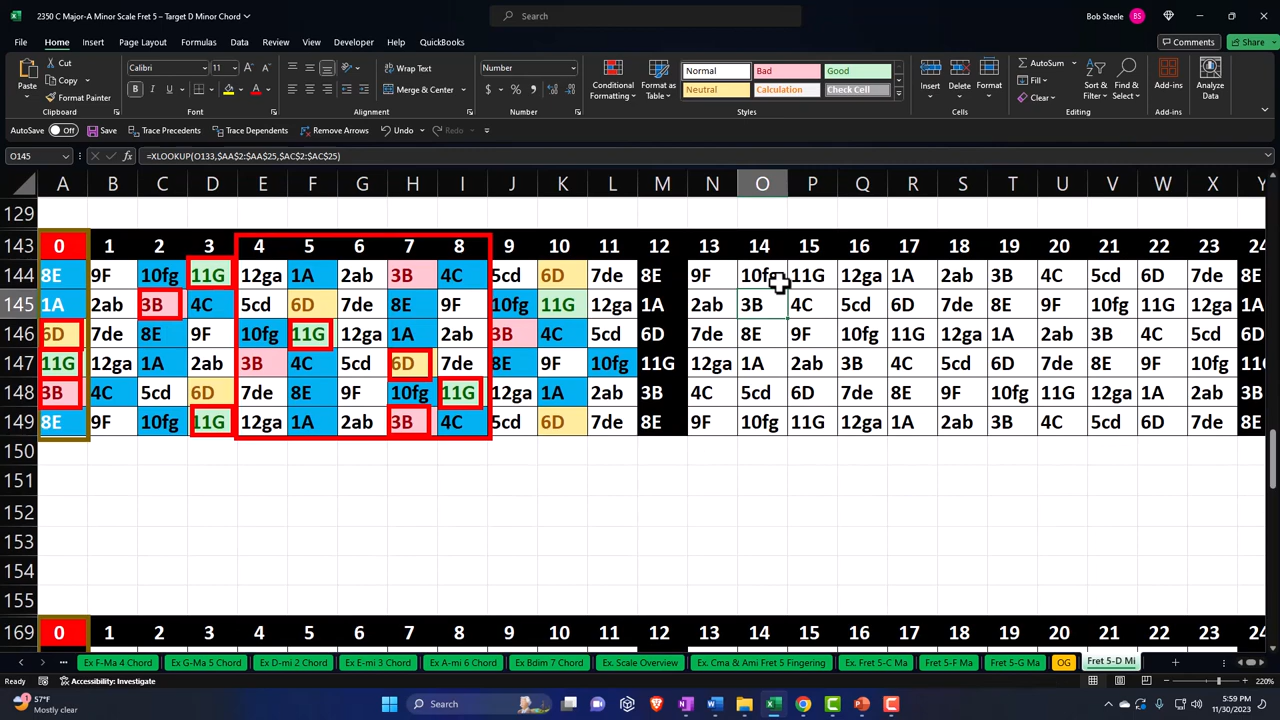 2350 C Major-A Minor Scale Fret 5 – Target D Minor Chord
Search
Bob Steele BS
File Home Insert Page Layout Formulas Data Review View Developer Help QuickBooks Comments Share
Cut Copy Format Painter Paste Clipboard
Calibri 11 B I U Font
Wrap Text Merge & Center Alignment
Number $ % Number
Conditional Formatting Format as Table
Normal Bad Good Neutral Calculation Check Cell Styles
Insert Delete Format Cells
AutoSum Fill Clear Sort & Filter Find & Select Editing
Add-ins Add-ins
Analyze Data
AutoSave Off Save Trace Precedents Trace Dependents Remove Arrows Undo
O145 fx =XLOOKUP(O133,$AA$2:$AA$25,$AC$2:$AC$25)
A B C D E F G H I J K L M N O P Q R S T U V W X Y
129
143 0 1 2 3 4 5 6 7 8 9 10 11 12 13 14 15 16 17 18 19 20 21 22 23 24
144 8E 9F 10fg 11G 12ga 1A 2ab 3B 4C 5cd 6D 7de 8E 9F 10fg 11G 12ga 1A 2ab 3B 4C 5cd 6D 7de 8E
145 1A 2ab 3B 4C 5cd 6D 7de 8E 9F 10fg 11G 12ga 1A 2ab 3B 4C 5cd 6D 7de 8E 9F 10fg 11G 12ga 1A
146 6D 7de 8E 9F 10fg 11G 12ga 1A 2ab 3B 4C 5cd 6D 7de 8E 9F 10fg 11G 12ga 1A 2ab 3B 4C 5cd 6D
147 11G 12ga 1A 2ab 3B 4C 5cd 6D 7de 8E 9F 10fg 11G 12ga 1A 2ab 3B 4C 5cd 6D 7de 8E 9F 10fg 11G
148 3B 4C 5cd 6D 7de 8E 9F 10fg 11G 12ga 1A 2ab 3B 4C 5cd 6D 7de 8E 9F 10fg 11G 12ga 1A 2ab 3B
149 8E 9F 10fg 11G 12ga 1A 2ab 3B 4C 5cd 6D 7de 8E 9F 10fg 11G 12ga 1A 2ab 3B 4C 5cd 6D 7de 8E
150
151
152
153
154
155
169 0 1 2 3 4 5 6 7 8 9 10 11 12 13 14 15 16 17 18 19 20 21 22 23 24
Ex F-Ma 4 Chord Ex G-Ma 5 Chord Ex D-mi 2 Chord Ex E-mi 3 Chord Ex A-mi 6 Chord Ex Bdim 7 Chord Ex. Scale Overview Ex. Cma & Ami Fret 5 Fingering Ex. Fret 5-C Ma Fret 5-F Ma Fret 5-G Ma OG Fret 5-D Mi
Ready Accessibility: Investigate 220%
57°F
Mostly clear
Search
5:59 PM
11/30/2023